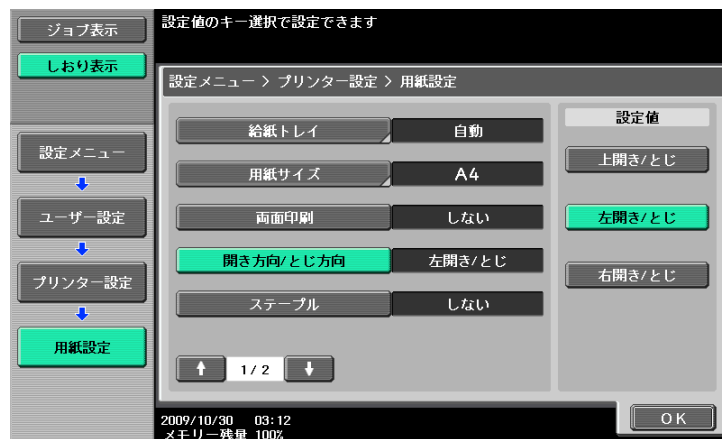 ジョブ表示
設定値のキー選択で設定できます
しおり表示
設定メニュー > プリンター設定 > 用紙設定
設定メニュー
ユーザー設定
プリンター設定
用紙設定
給紙トレイ 自動
用紙サイズ A4
両面印刷 しない
開き方向/とじ方向 左開き/とじ
ステープル しない
1/2
設定値
上開き/とじ
左開き/とじ
右開き/とじ
2009/10/30 03:12
メモリー残量 100%
OK